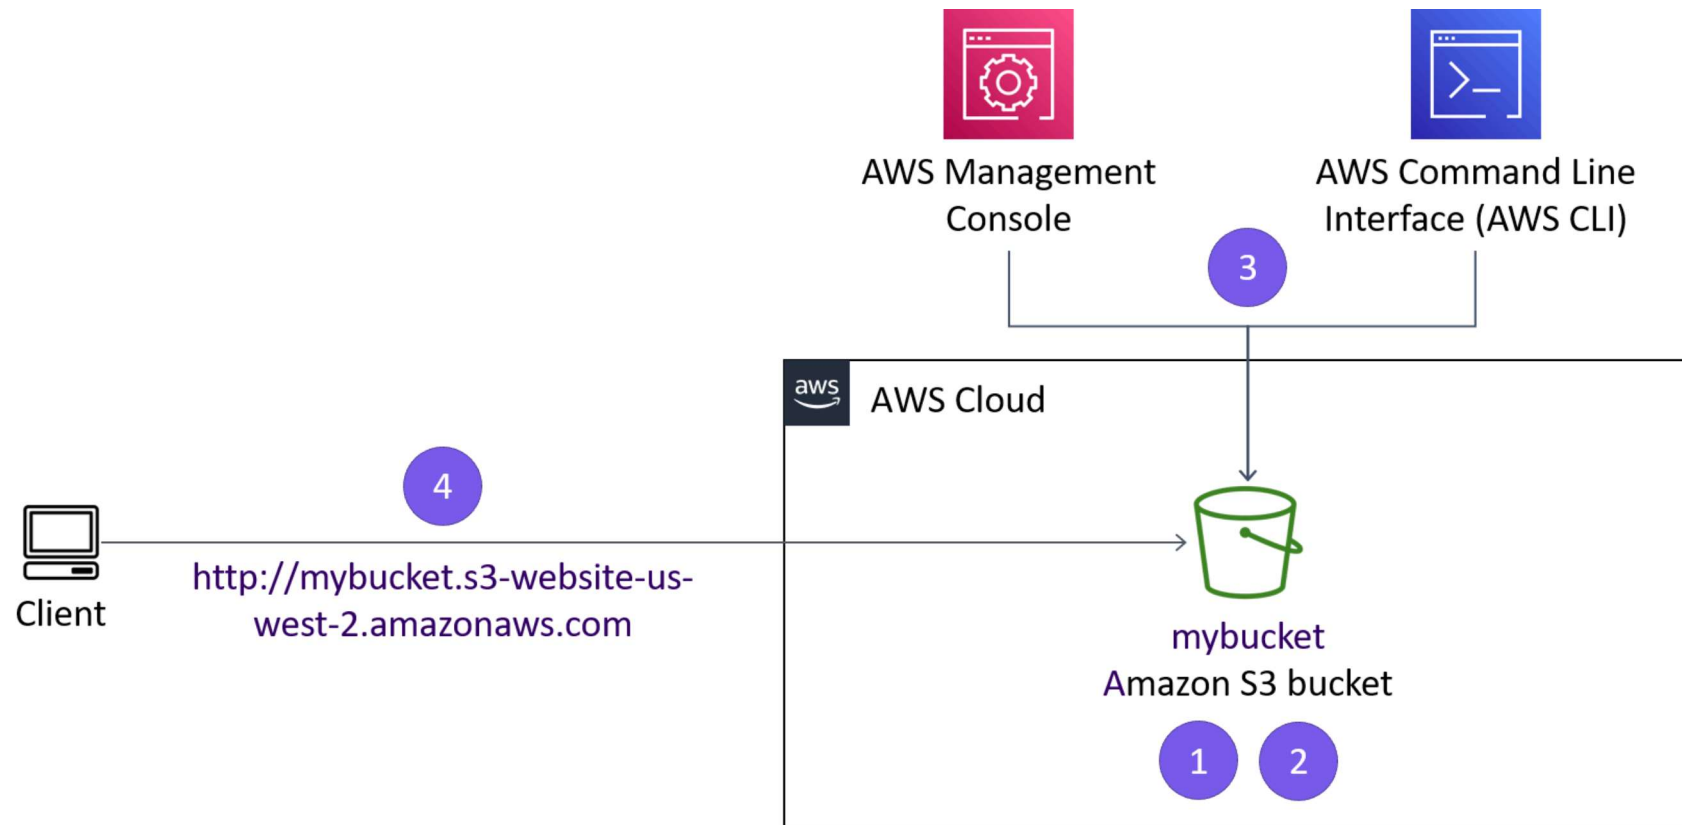 AWS Management
Console
AWS Command Line
Interface (AWS CLI)
3
aws
AWS Cloud
4
http://mybucket.s3-website-us-
west-2.amazonaws.com
Client
mybucket
Amazon S3 bucket
1
2